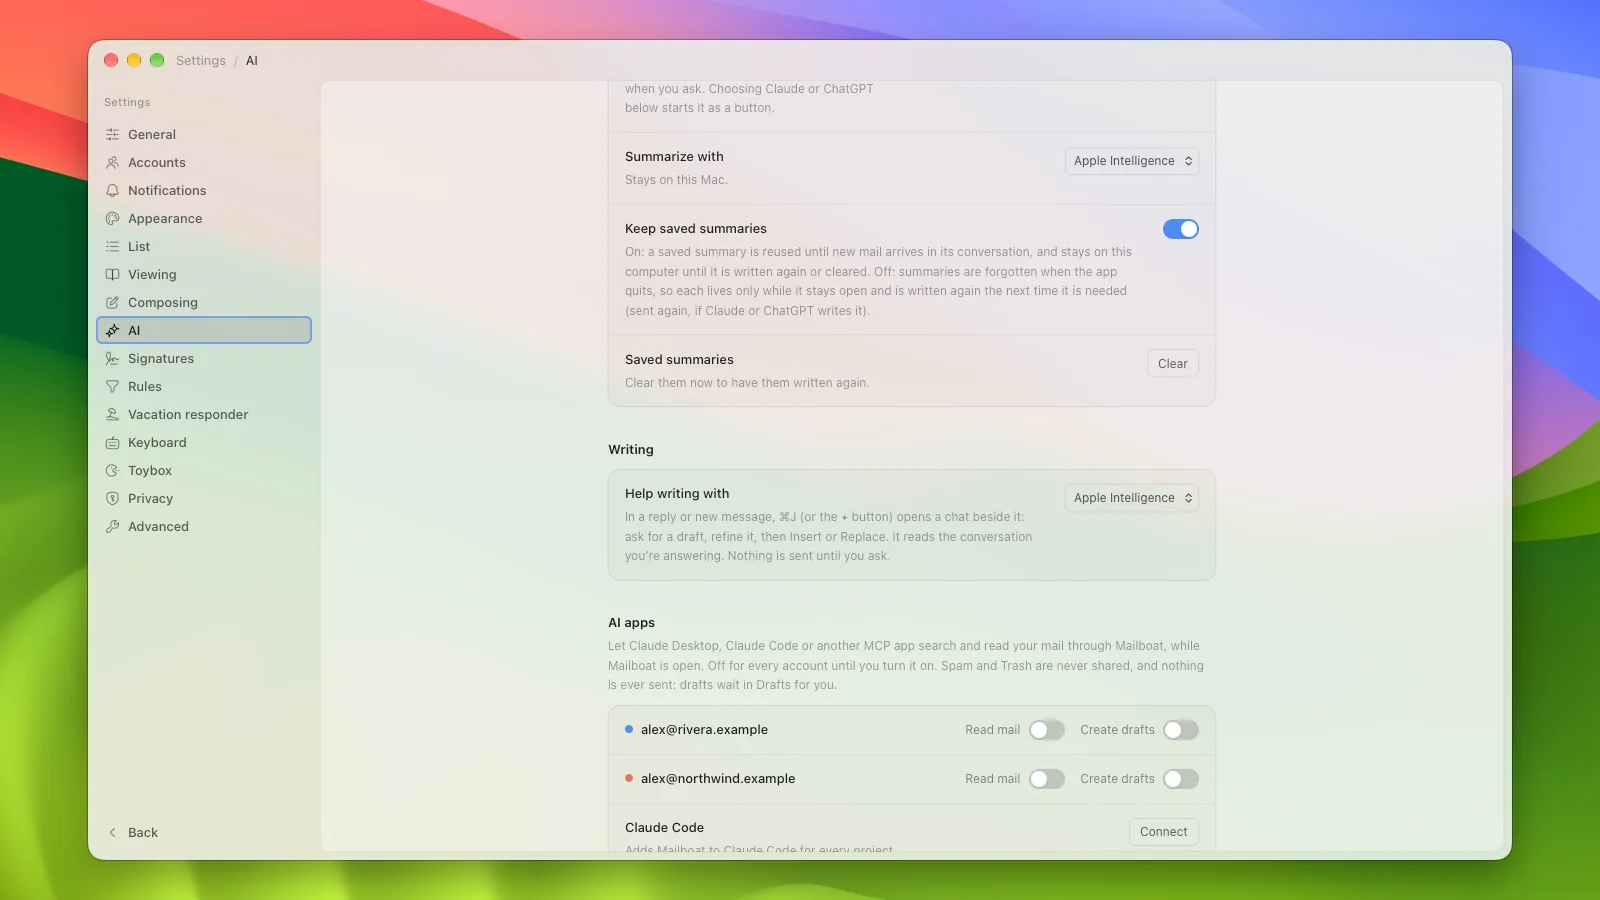 Settings / AI
Settings
General
Accounts
Notifications
Appearance
List
Viewing
Composing
AI
Signatures
Rules
Vacation responder
Keyboard
Toybox
Privacy
Advanced
Back
when you ask. Choosing Claude or ChatGPT
below starts it as a button.
Summarize with
Apple Intelligence
Stays on this Mac.
Keep saved summaries
On: a saved summary is reused until new mail arrives in its conversation, and stays on this
computer until it is written again or cleared. Off: summaries are forgotten when the app
quits, so each lives only while it stays open and is written again the next time it is needed
(sent again, if Claude or ChatGPT writes it).
Saved summaries
Clear
Clear them now to have them written again.
Writing
Help writing with
Apple Intelligence
In a reply or new message, ⌘J (or the ✦ button) opens a chat beside it:
ask for a draft, refine it, then Insert or Replace. It reads the conversation
you're answering. Nothing is sent until you ask.
AI apps
Let Claude Desktop, Claude Code or another MCP app search and read your mail through Mailboat, while
Mailboat is open. Off for every account until you turn it on. Spam and Trash are never shared, and nothing
is ever sent: drafts wait in Drafts for you.
alex@rivera.example Read mail Create drafts
alex@northwind.example Read mail Create drafts
Claude Code
Connect
Adds Mailboat to Claude Code for every project